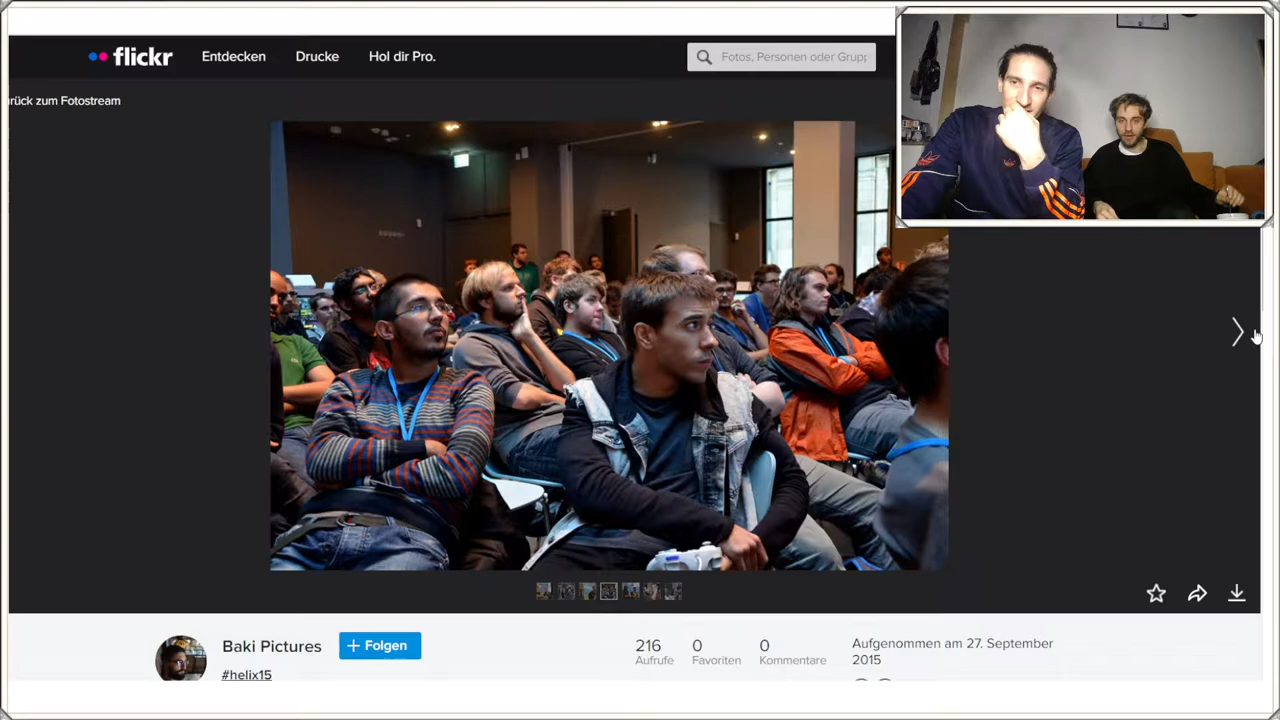 flickr
Entdecken
Drucke
Hol dir Pro.
Fotos, Personen oder Grupp
rück zum Fotostream
Baki Pictures
+ Folgen
#helix15
216
Aufrufe
0
Favoriten
0
Kommentare
Aufgenommen am 27. September
2015